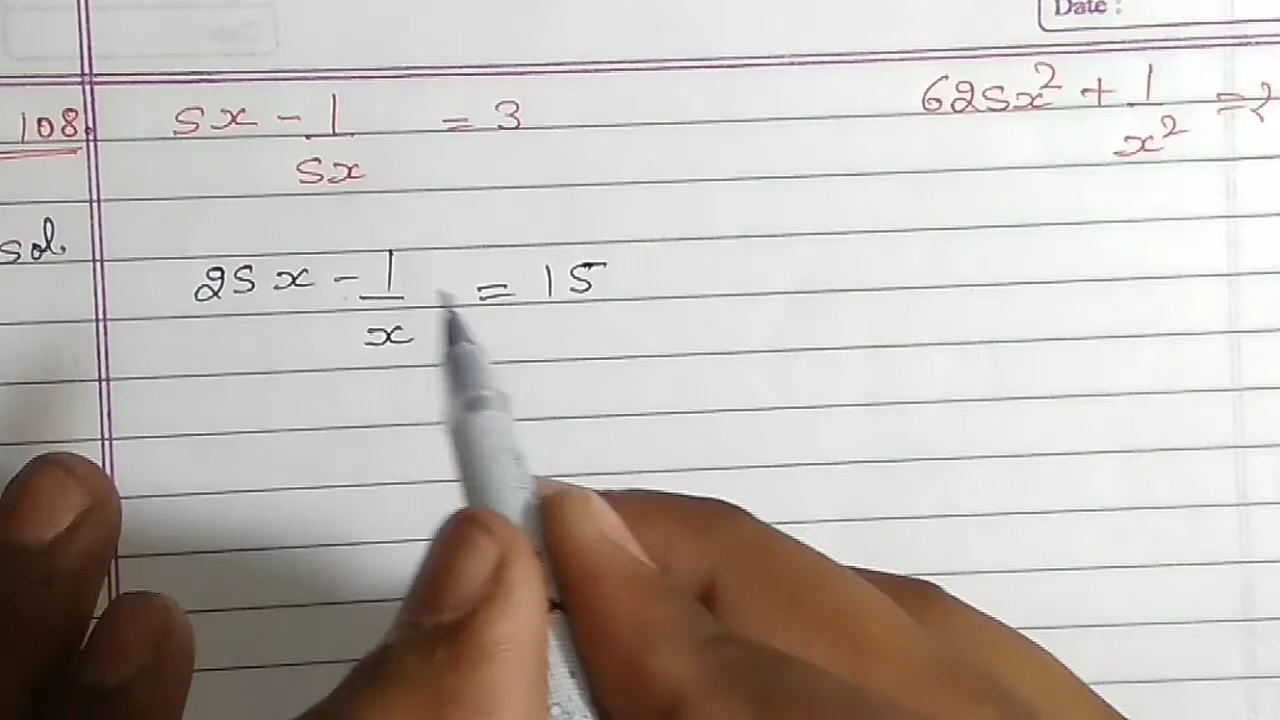 Date :
108. 5x - 1/5x = 3 625x² + 1/x² = ?
sol. 25x - 1/x = 15